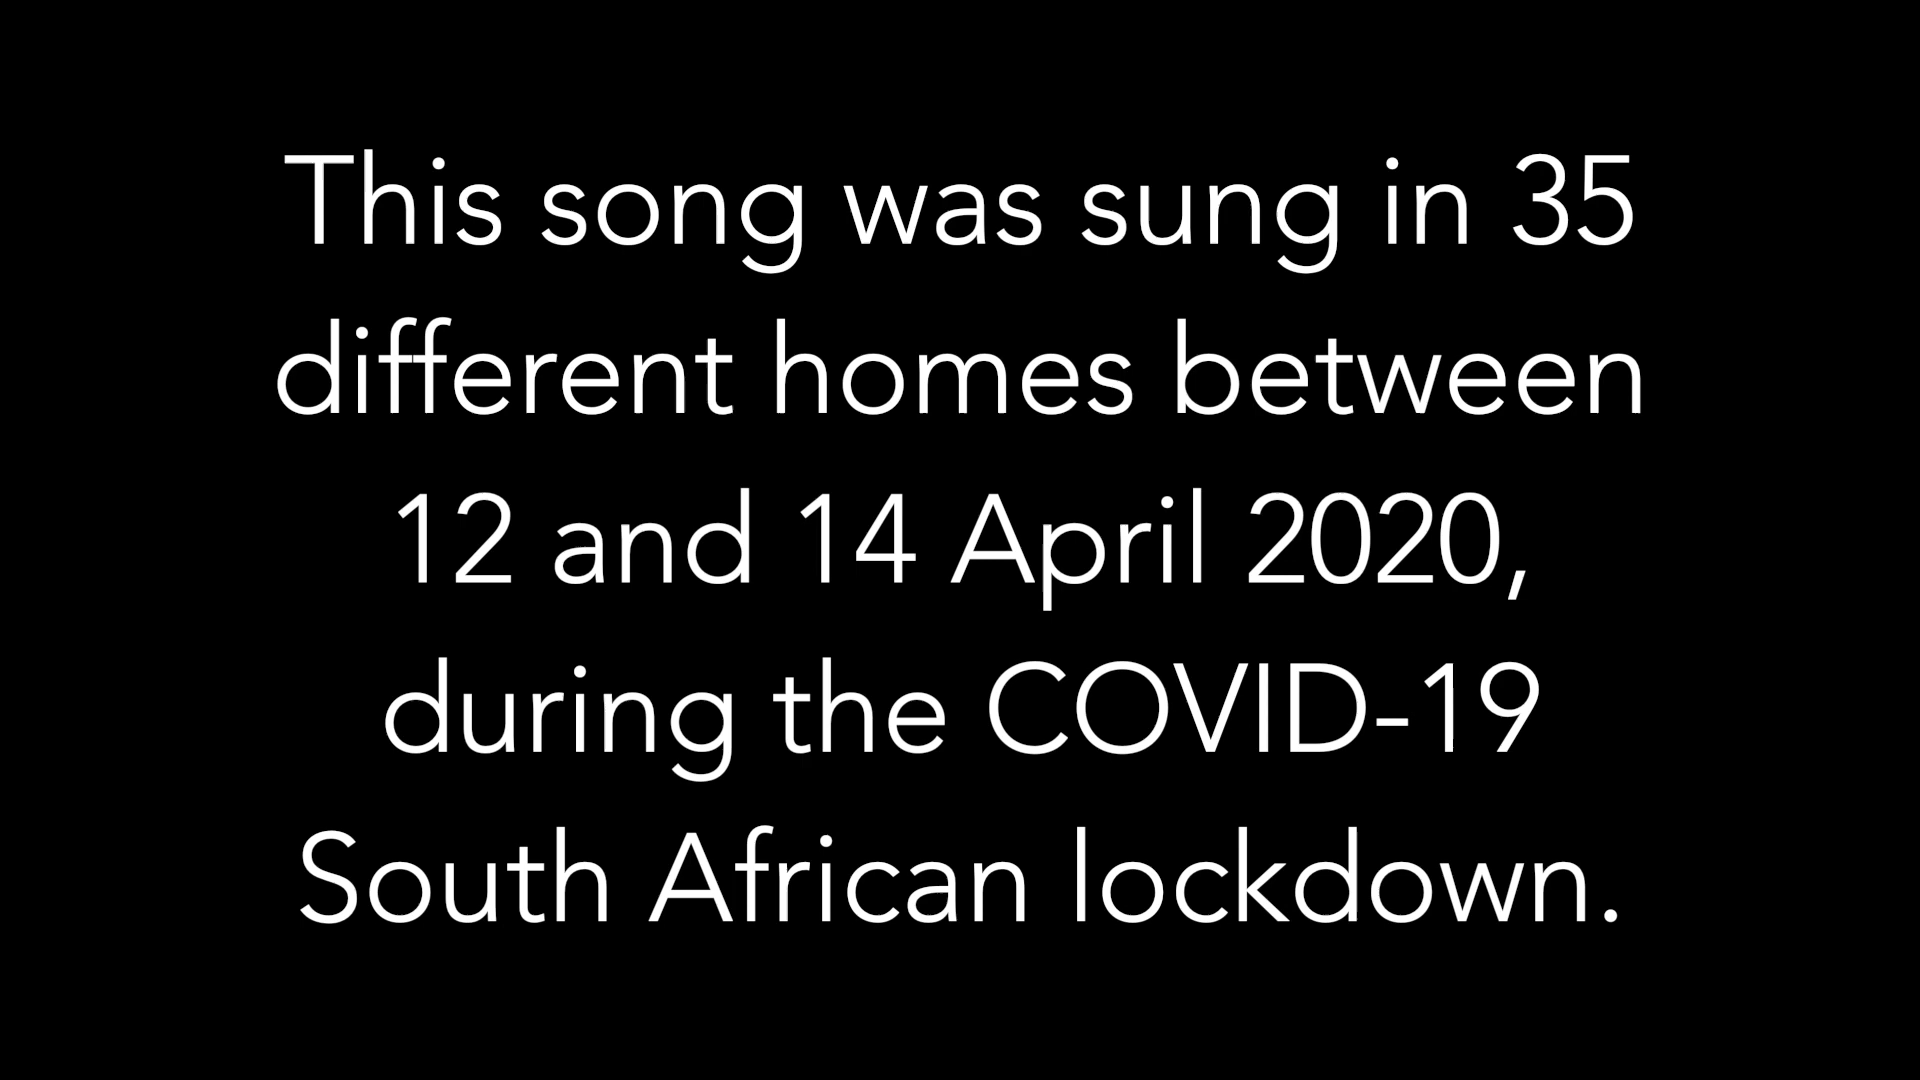 This song was sung in 35
different homes between
12 and 14 April 2020,
during the COVID-19
South African lockdown.